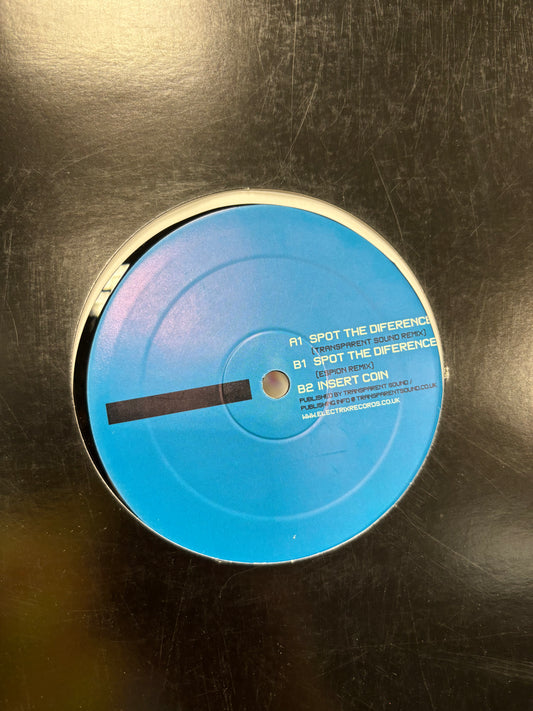 A1 SPOT THE DIFERENCE
[TRANSPARENT SOUND REMIX]
B1 SPOT THE DIFERENCE
[ESPION REMIX]
B2 INSERT COIN
PUBLISHED BY TRANSPARENT SOUND /
PUBLISHING INFO @ TRANSPARENTSOUND.CO.UK
WWW.ELECTRIXRECORDS.CO.UK